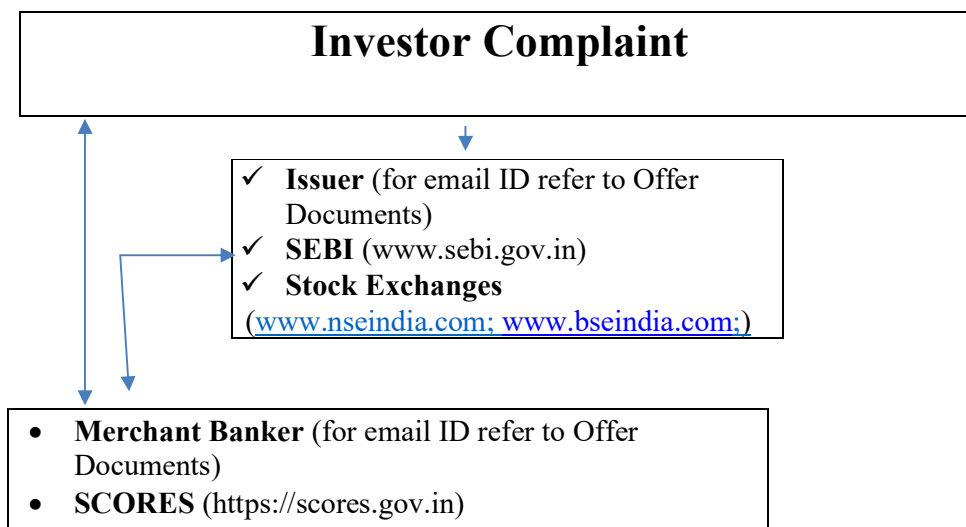 Investor Complaint
✓ Issuer (for email ID refer to Offer
Documents)
✓ SEBI (www.sebi.gov.in)
✓ Stock Exchanges
(www.nseindia.com; www.bseindia.com;)
• Merchant Banker (for email ID refer to Offer
Documents)
• SCORES (https://scores.gov.in)